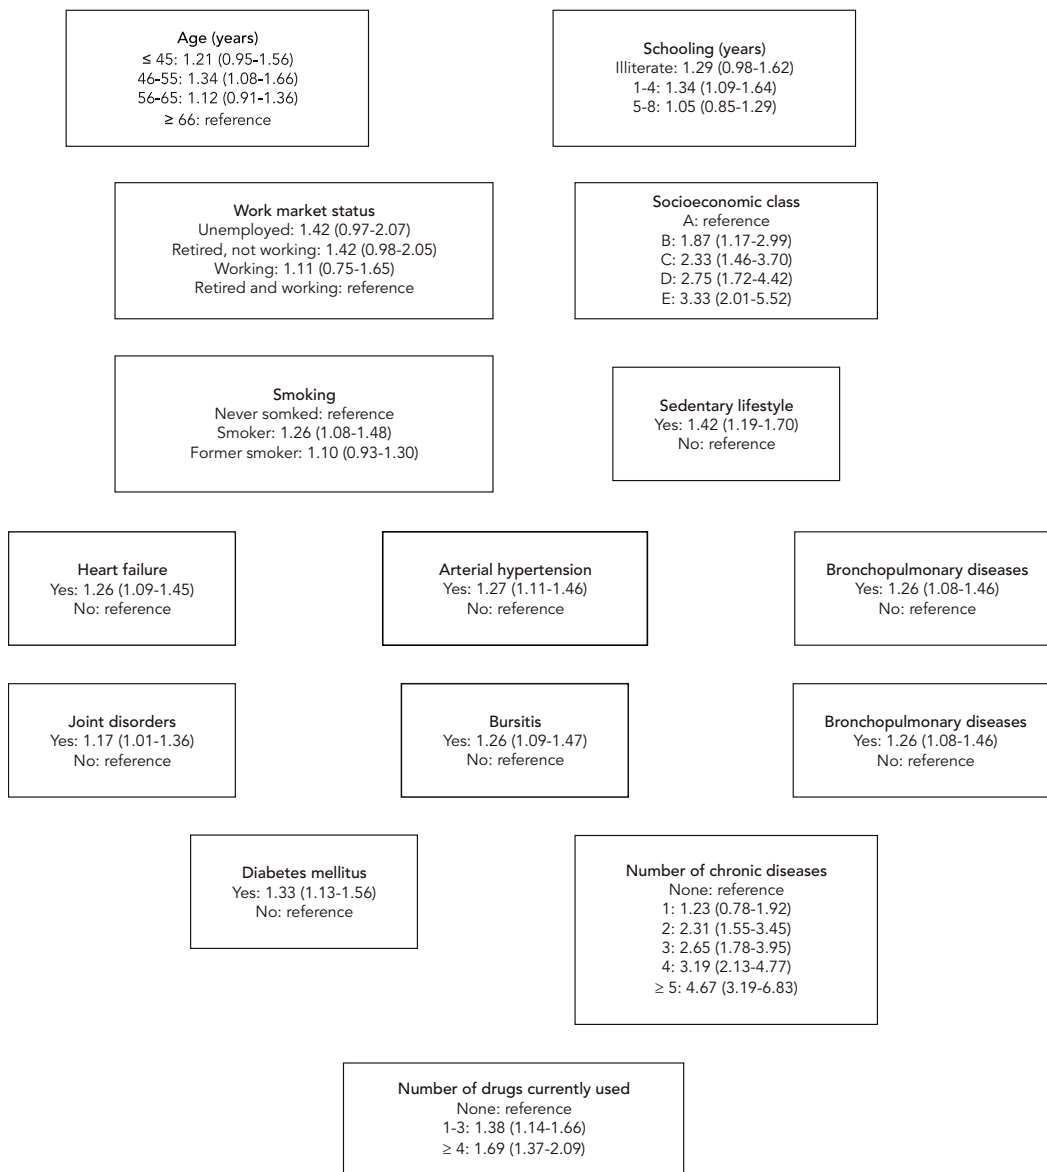 Age (years)
≤ 45: 1.21 (0.95-1.56)
46-55: 1.34 (1.08-1.66)
56-65: 1.12 (0.91-1.36)
≥ 66: reference
Schooling (years)
Illiterate: 1.29 (0.98-1.62)
1-4: 1.34 (1.09-1.64)
5-8: 1.05 (0.85-1.29)
Work market status
Unemployed: 1.42 (0.97-2.07)
Retired, not working: 1.42 (0.98-2.05)
Working: 1.11 (0.75-1.65)
Retired and working: reference
Socioeconomic class
A: reference
B: 1.87 (1.17-2.99)
C: 2.33 (1.46-3.70)
D: 2.75 (1.72-4.42)
E: 3.33 (2.01-5.52)
Smoking
Never somked: reference
Smoker: 1.26 (1.08-1.48)
Former smoker: 1.10 (0.93-1.30)
Sedentary lifestyle
Yes: 1.42 (1.19-1.70)
No: reference
Heart failure
Yes: 1.26 (1.09-1.45)
No: reference
Arterial hypertension
Yes: 1.27 (1.11-1.46)
No: reference
Bronchopulmonary diseases
Yes: 1.26 (1.08-1.46)
No: reference
Joint disorders
Yes: 1.17 (1.01-1.36)
No: reference
Bursitis
Yes: 1.26 (1.09-1.47)
No: reference
Bronchopulmonary diseases
Yes: 1.26 (1.08-1.46)
No: reference
Diabetes mellitus
Yes: 1.33 (1.13-1.56)
No: reference
Number of chronic diseases
None: reference
1: 1.23 (0.78-1.92)
2: 2.31 (1.55-3.45)
3: 2.65 (1.78-3.95)
4: 3.19 (2.13-4.77)
≥ 5: 4.67 (3.19-6.83)
Number of drugs currently used
None: reference
1-3: 1.38 (1.14-1.66)
≥ 4: 1.69 (1.37-2.09)